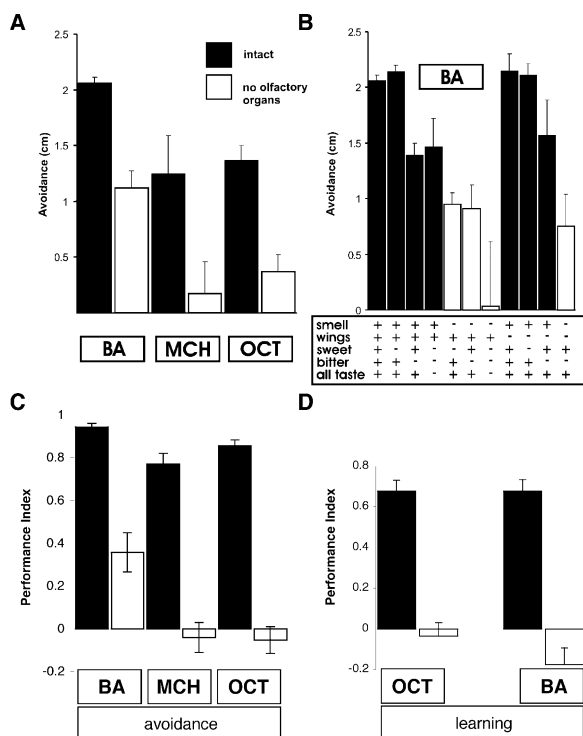 A
2.5
2
1.5
1
.5
Avoidance (cm)
intact
no olfactory
organs
BA
MCH
OCT
B
2.5
2
1.5
1
.5
0
Avoidance (cm)
BA
smell + + + + - - - + + + -
wings + + + + + + + - - - -
sweet + + + - - + - + - + +
bitter + + - - + - - + + - -
all taste + + + - + + - + + + +
C
1
0.8
0.6
0.4
0.2
0
-0.2
Performance Index
BA
MCH
OCT
avoidance
D
0.8
0.6
0.4
0.2
0
-0.2
Performance Index
OCT
BA
learning